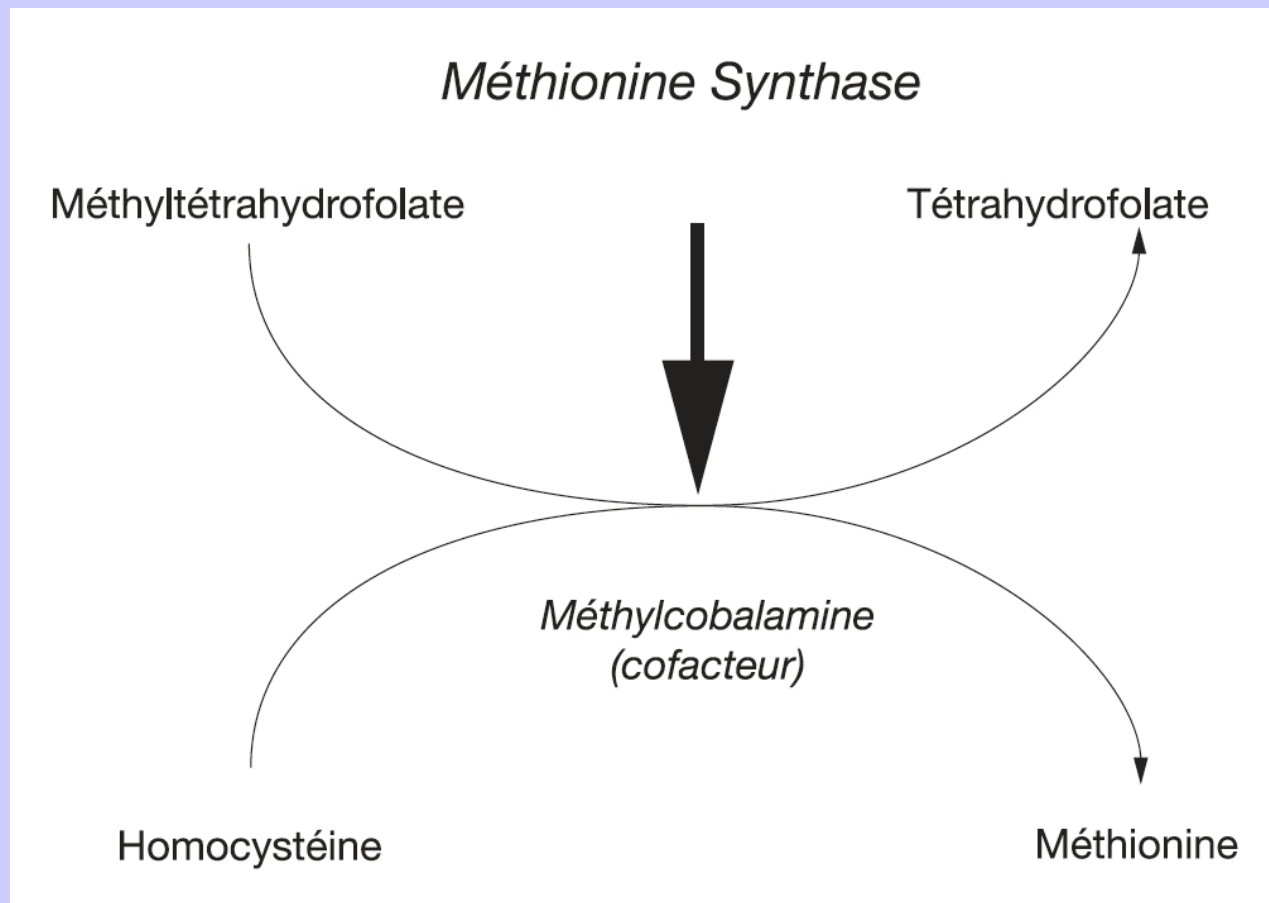 Méthionine Synthase
Méthyltétrahydrofolate
Tétrahydrofolate
Méthylcobalamine
(cofacteur)
Homocystéine
Méthionine